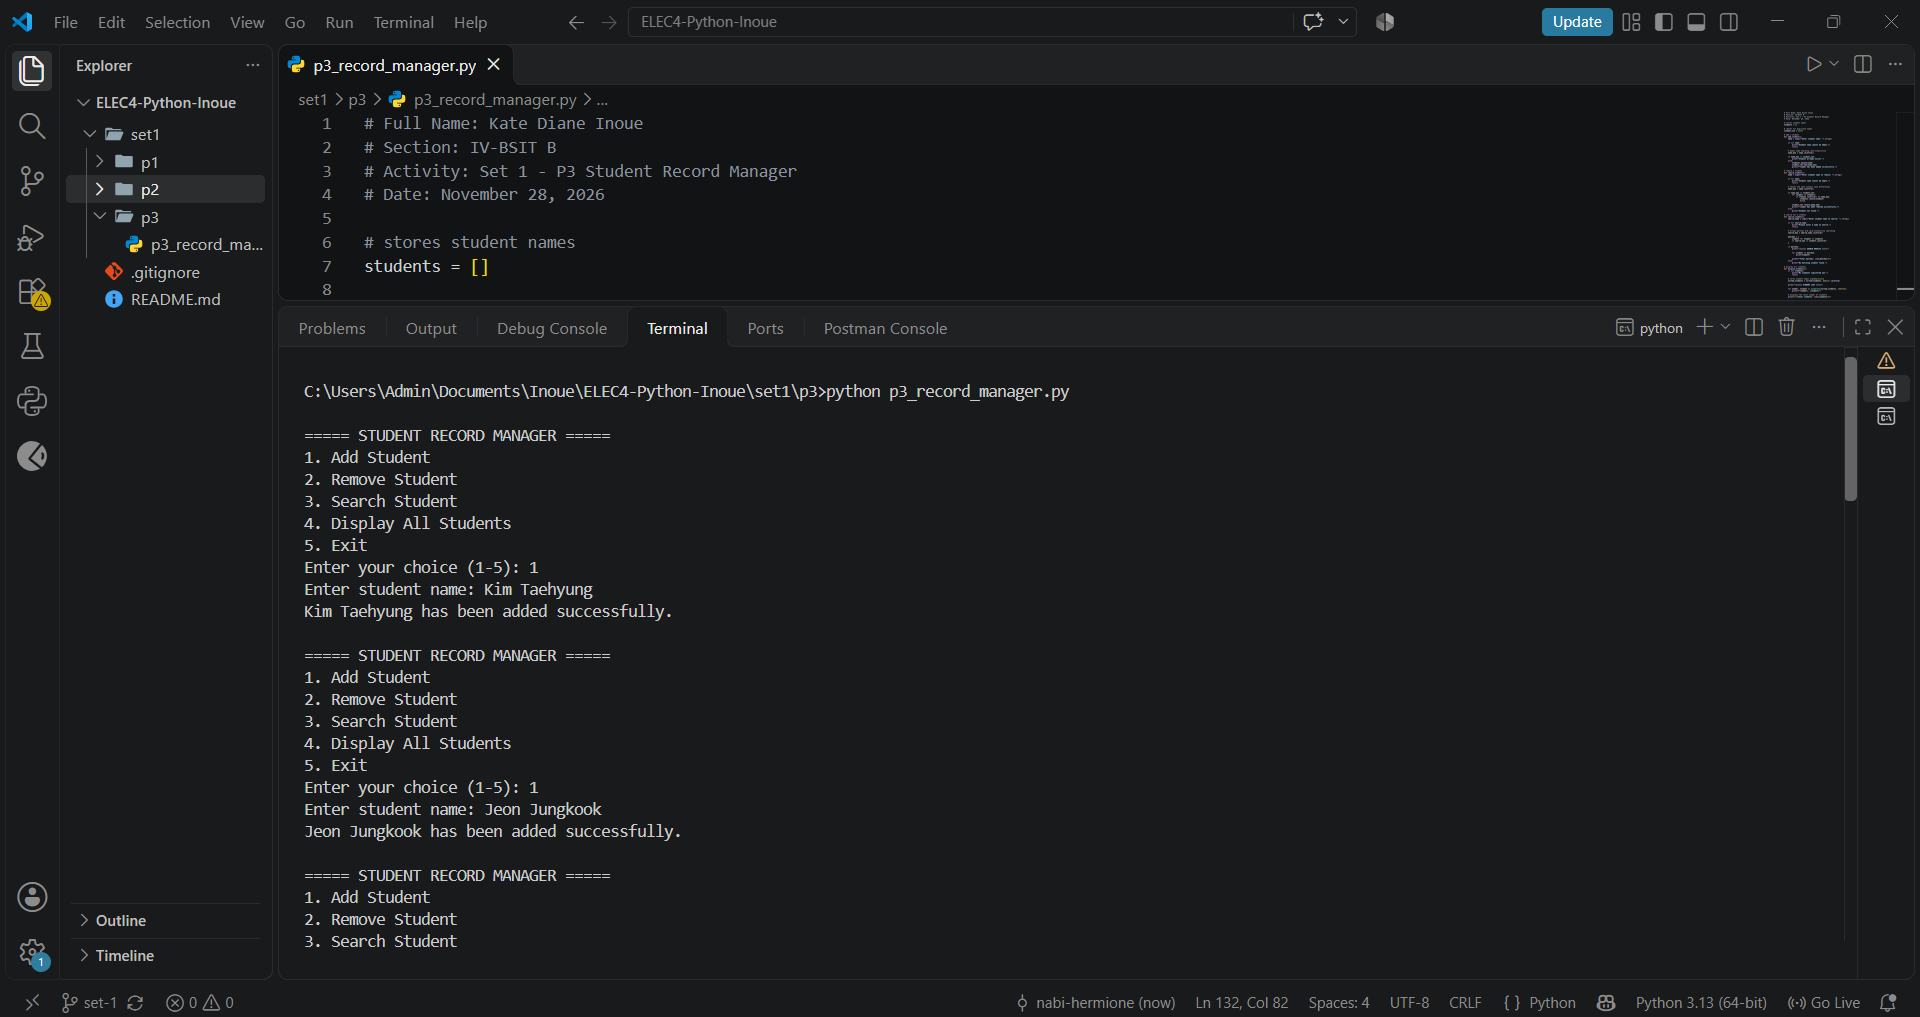 File Edit Selection View Go Run Terminal Help
ELEC4-Python-Inoue
Update
Explorer
ELEC4-Python-Inoue
set1
p1
p2
p3
p3_record_ma...
.gitignore
README.md
Outline
Timeline
p3_record_manager.py
set1 > p3 > p3_record_manager.py > ...
1 # Full Name: Kate Diane Inoue
2 # Section: IV-BSIT B
3 # Activity: Set 1 - P3 Student Record Manager
4 # Date: November 28, 2026
5
6 # stores student names
7 students = []
8
Problems Output Debug Console Terminal Ports Postman Console
python
C:\Users\Admin\Documents\Inoue\ELEC4-Python-Inoue\set1\p3>python p3_record_manager.py
===== STUDENT RECORD MANAGER =====
1. Add Student
2. Remove Student
3. Search Student
4. Display All Students
5. Exit
Enter your choice (1-5): 1
Enter student name: Kim Taehyung
Kim Taehyung has been added successfully.
===== STUDENT RECORD MANAGER =====
1. Add Student
2. Remove Student
3. Search Student
4. Display All Students
5. Exit
Enter your choice (1-5): 1
Enter student name: Jeon Jungkook
Jeon Jungkook has been added successfully.
===== STUDENT RECORD MANAGER =====
1. Add Student
2. Remove Student
3. Search Student
1
set-1 0 0 nabi-hermione (now) Ln 132, Col 82 Spaces: 4 UTF-8 CRLF { } Python Python 3.13 (64-bit) Go Live